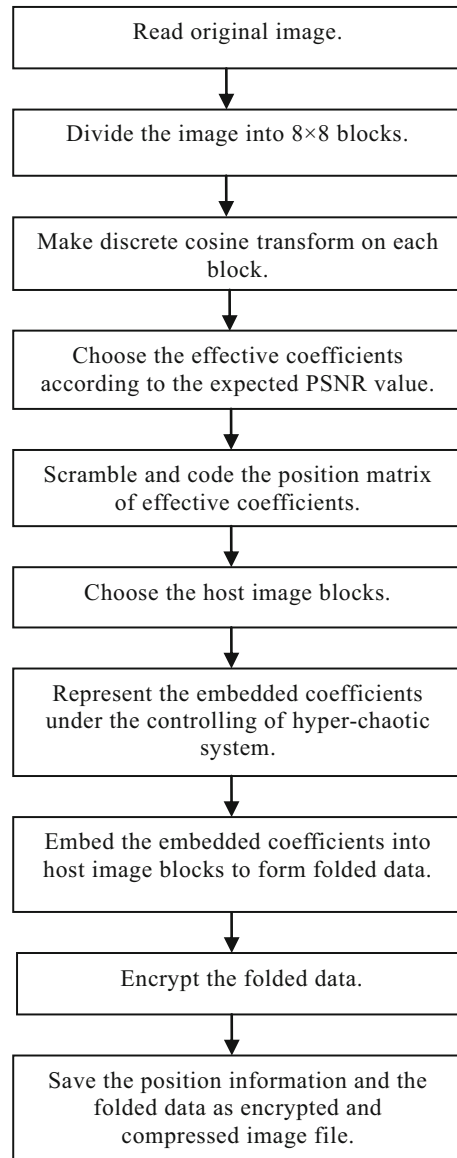 Read original image.
Divide the image into 8×8 blocks.
Make discrete cosine transform on each
block.
Choose the effective coefficients
according to the expected PSNR value.
Scramble and code the position matrix
of effective coefficients.
Choose the host image blocks.
Represent the embedded coefficients
under the controlling of hyper-chaotic
system.
Embed the embedded coefficients into
host image blocks to form folded data.
Encrypt the folded data.
Save the position information and the
folded data as encrypted and
compressed image file.